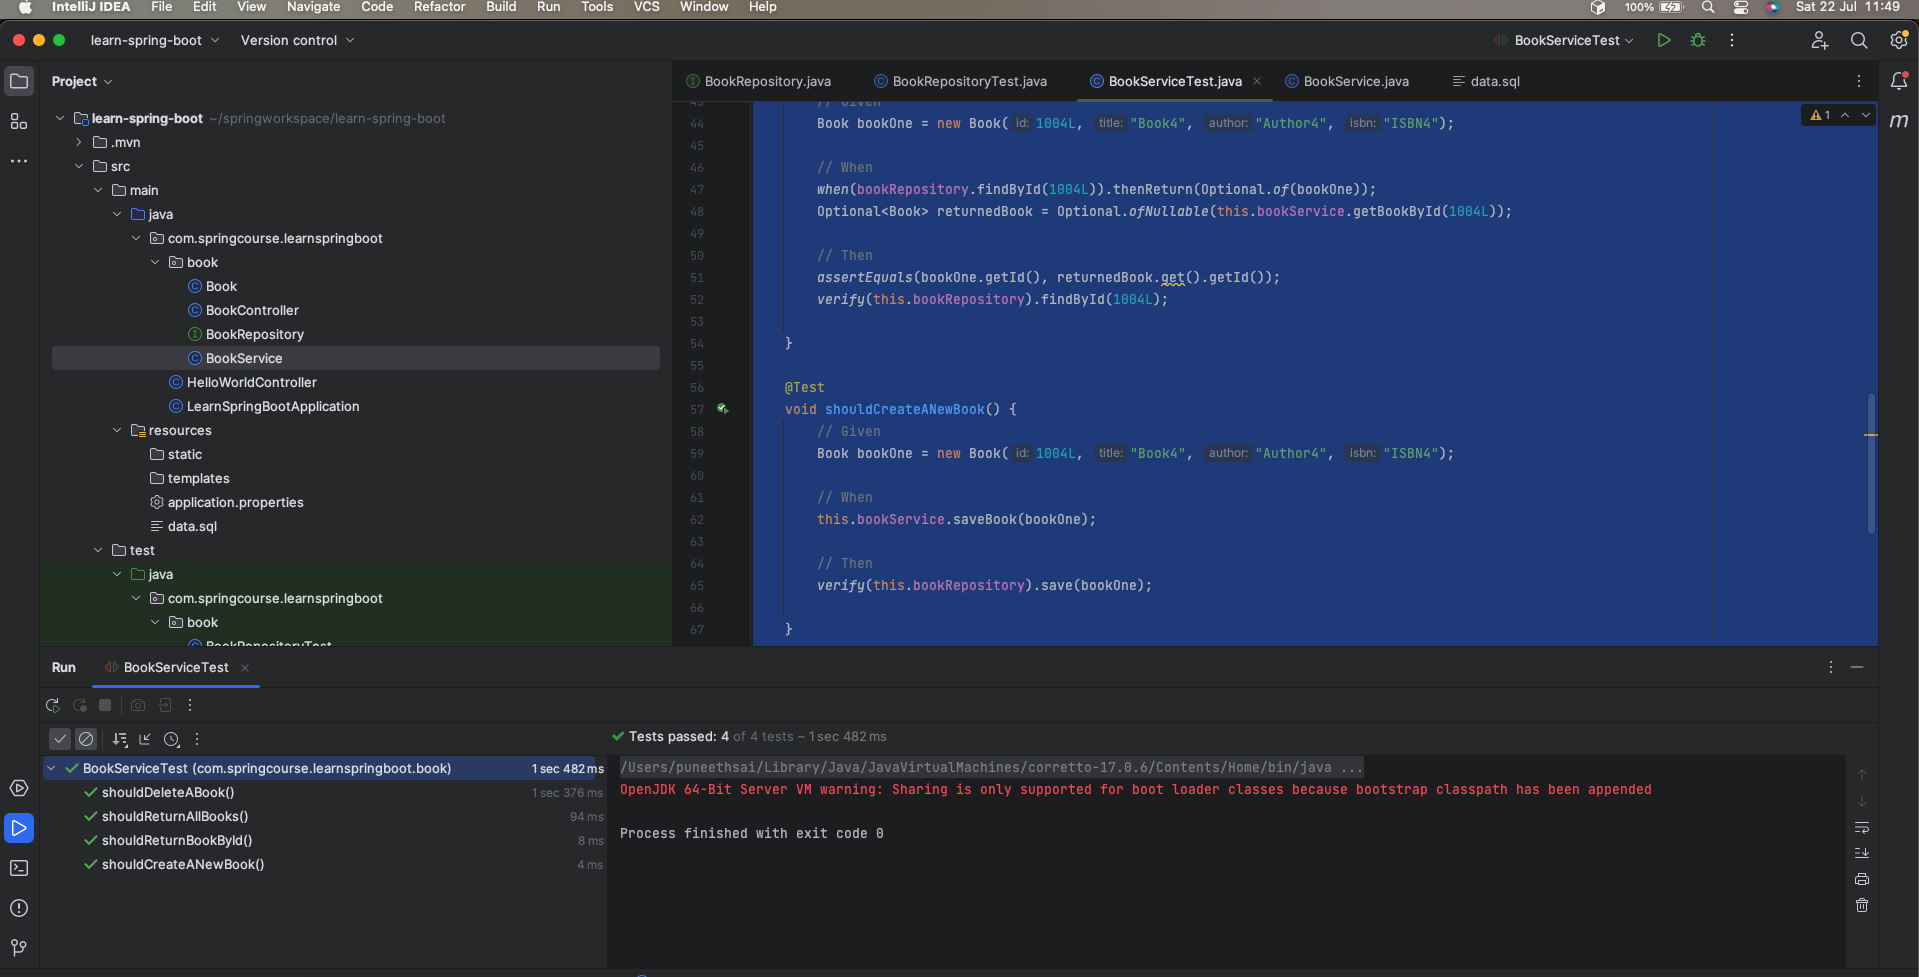 IntelliJ IDEA File Edit View Navigate Code Refactor Build Run Tools VCS Window Help 100% Sat 22 Jul 11:49
learn-spring-boot Version control BookServiceTest
Project
BookRepository.java BookRepositoryTest.java BookServiceTest.java BookService.java data.sql
learn-spring-boot ~/springworkspace/learn-spring-boot
.mvn
src
main
java
com.springcourse.learnspringboot
book
Book
BookController
BookRepository
BookService
HelloWorldController
LearnSpringBootApplication
resources
static
templates
application.properties
data.sql
test
java
com.springcourse.learnspringboot
book
BookRepositoryTest
43 // Given
44 Book bookOne = new Book( id: 1004L, title: "Book4", author: "Author4", isbn: "ISBN4");
1
m
45
46 // When
47 when(bookRepository.findById(1004L)).thenReturn(Optional.of(bookOne));
48 Optional<Book> returnedBook = Optional.ofNullable(this.bookService.getBookById(1004L));
49
50 // Then
51 assertEquals(bookOne.getId(), returnedBook.get().getId());
52 verify(this.bookRepository).findById(1004L);
53
54 }
55
56 @Test
57 void shouldCreateANewBook() {
58 // Given
59 Book bookOne = new Book( id: 1004L, title: "Book4", author: "Author4", isbn: "ISBN4");
60
61 // When
62 this.bookService.saveBook(bookOne);
63
64 // Then
65 verify(this.bookRepository).save(bookOne);
66
67 }
Run BookServiceTest
Tests passed: 4 of 4 tests – 1 sec 482 ms
BookServiceTest (com.springcourse.learnspringboot.book) 1 sec 482 ms
shouldDeleteABook() 1 sec 376 ms
shouldReturnAllBooks() 94 ms
shouldReturnBookById() 8 ms
shouldCreateANewBook() 4 ms
/Users/puneethsai/Library/Java/JavaVirtualMachines/corretto-17.0.6/Contents/Home/bin/java ...
OpenJDK 64-Bit Server VM warning: Sharing is only supported for boot loader classes because bootstrap classpath has been appended
Process finished with exit code 0